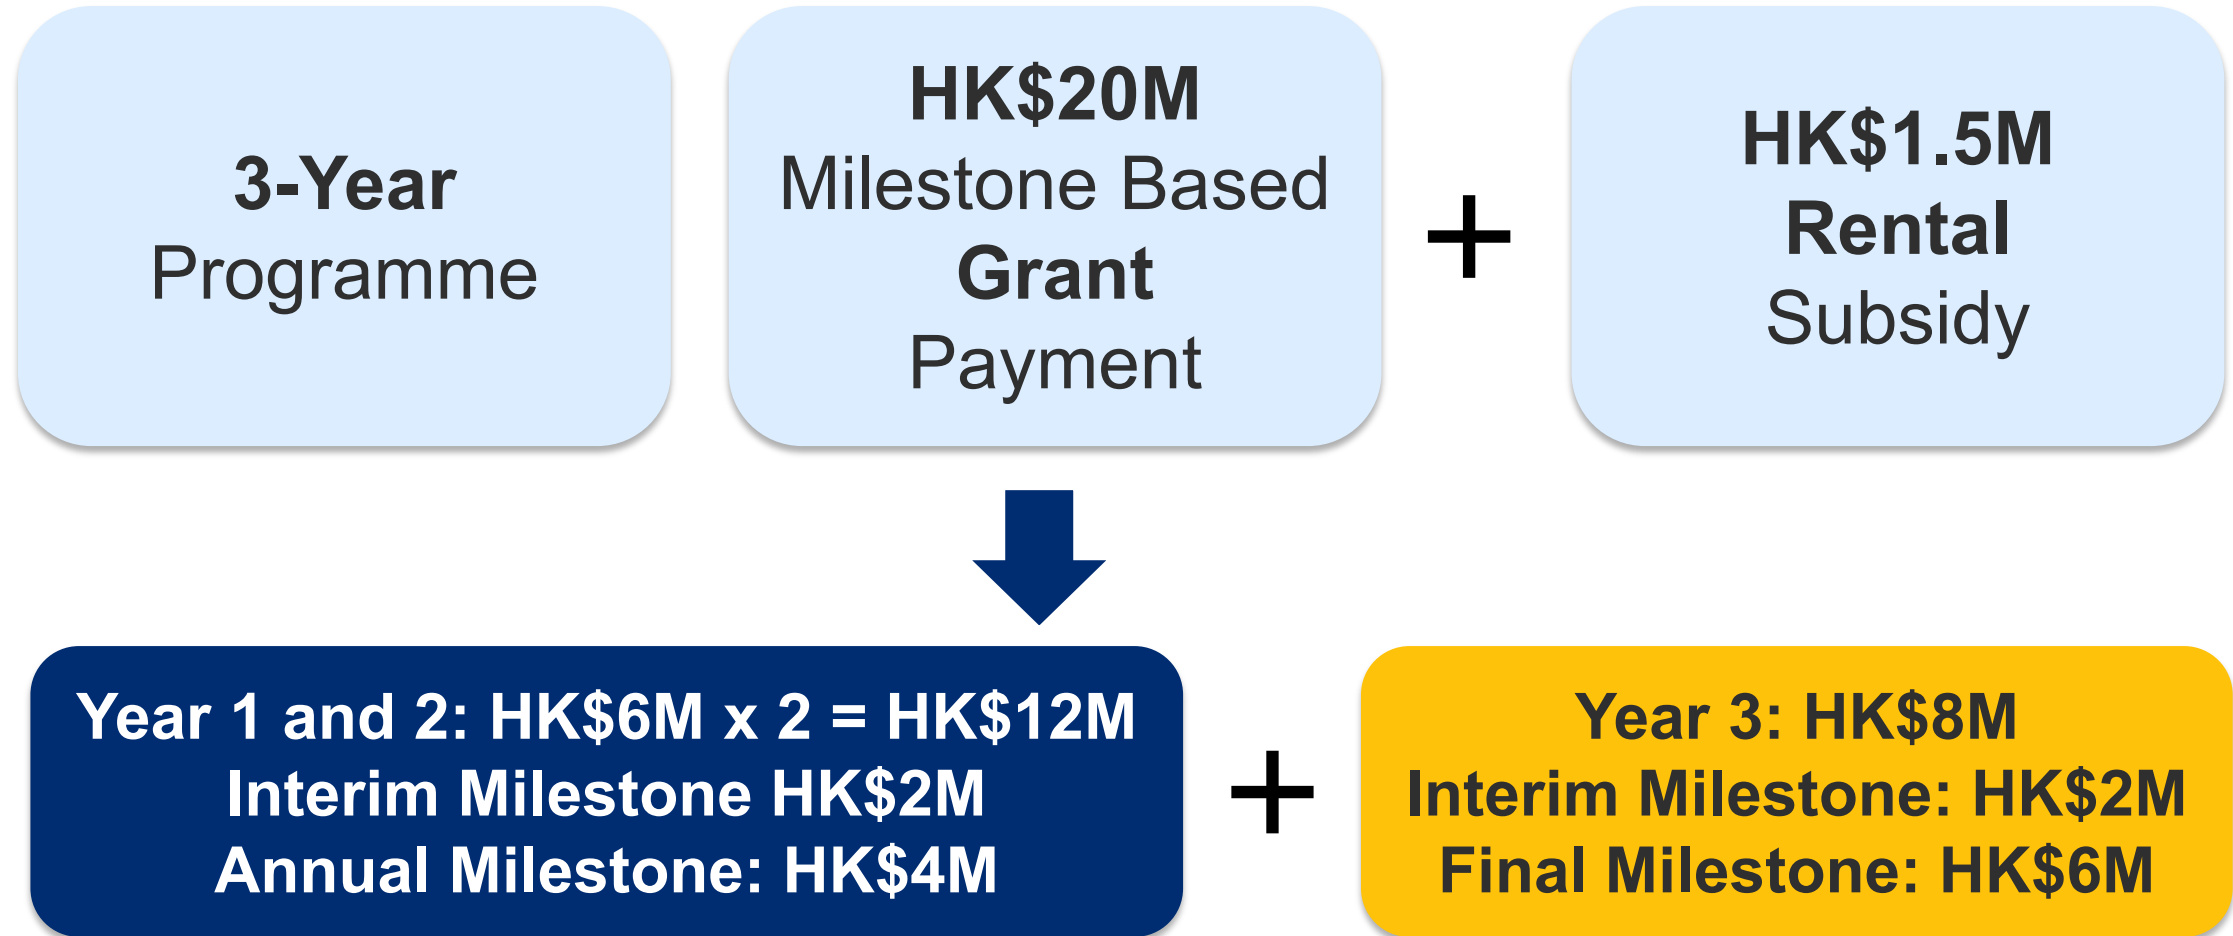 3-Year
Programme
HK$20M
Milestone Based
Grant
Payment
+
HK$1.5M
Rental
Subsidy
Year 1 and 2: HK$6M x 2 = HK$12M
Interim Milestone HK$2M
Annual Milestone: HK$4M
+
Year 3: HK$8M
Interim Milestone: HK$2M
Final Milestone: HK$6M